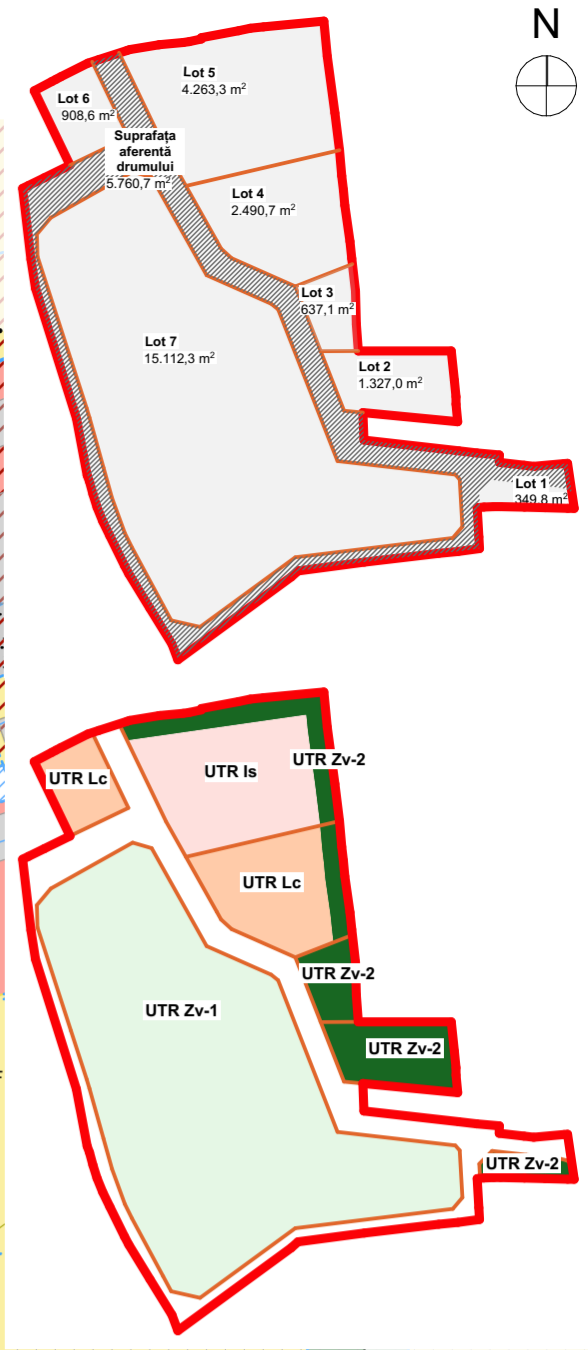 N
Lot 5
4.263,3 m²
Lot 6
908,6 m²
Suprafața
aferentă
drumului
5.760,7 m²
Lot 4
2.490,7 m²
Lot 3
637,1 m²
Lot 7
15.112,3 m²
Lot 2
1.327,0 m²
Lot 1
349,8 m²
UTR Zv-2
UTR Is
UTR Lc
UTR Lc
UTR Zv-2
UTR Zv-1
UTR Zv-2
UTR Zv-2